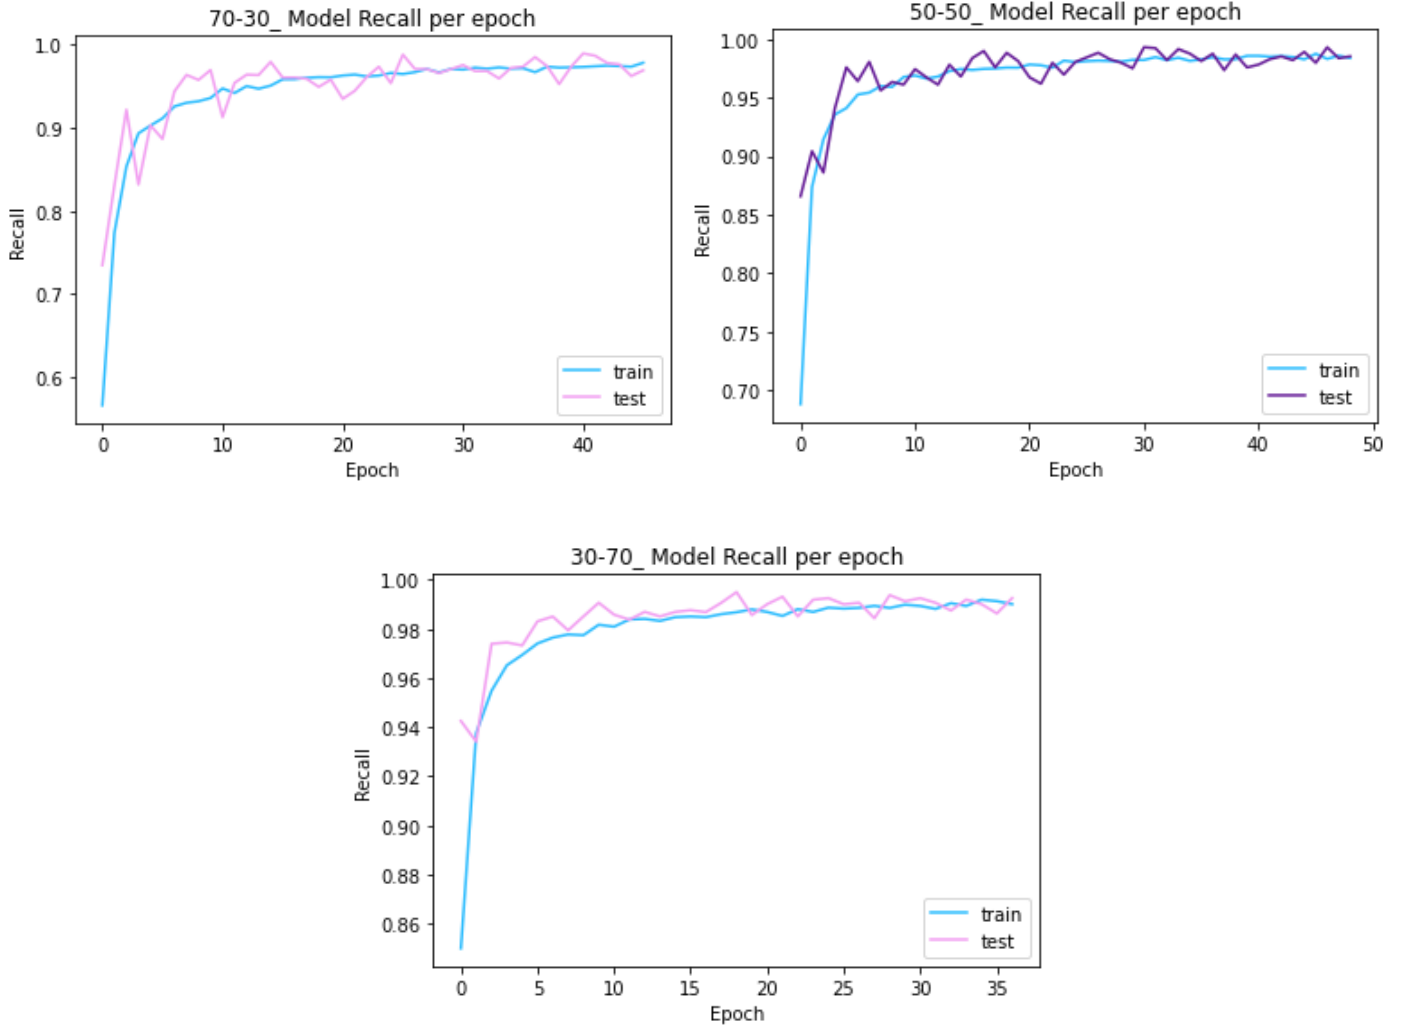 70-30_ Model Recall per epoch
1.0
0.9
0.8
0.7
0.6
Recall
0 10 20 30 40
Epoch
train
test
50-50_ Model Recall per epoch
1.00
0.95
0.90
0.85
0.80
0.75
0.70
Recall
0 10 20 30 40 50
Epoch
train
test
30-70_ Model Recall per epoch
1.00
0.98
0.96
0.94
0.92
0.90
0.88
0.86
Recall
0 5 10 15 20 25 30 35
Epoch
train
test